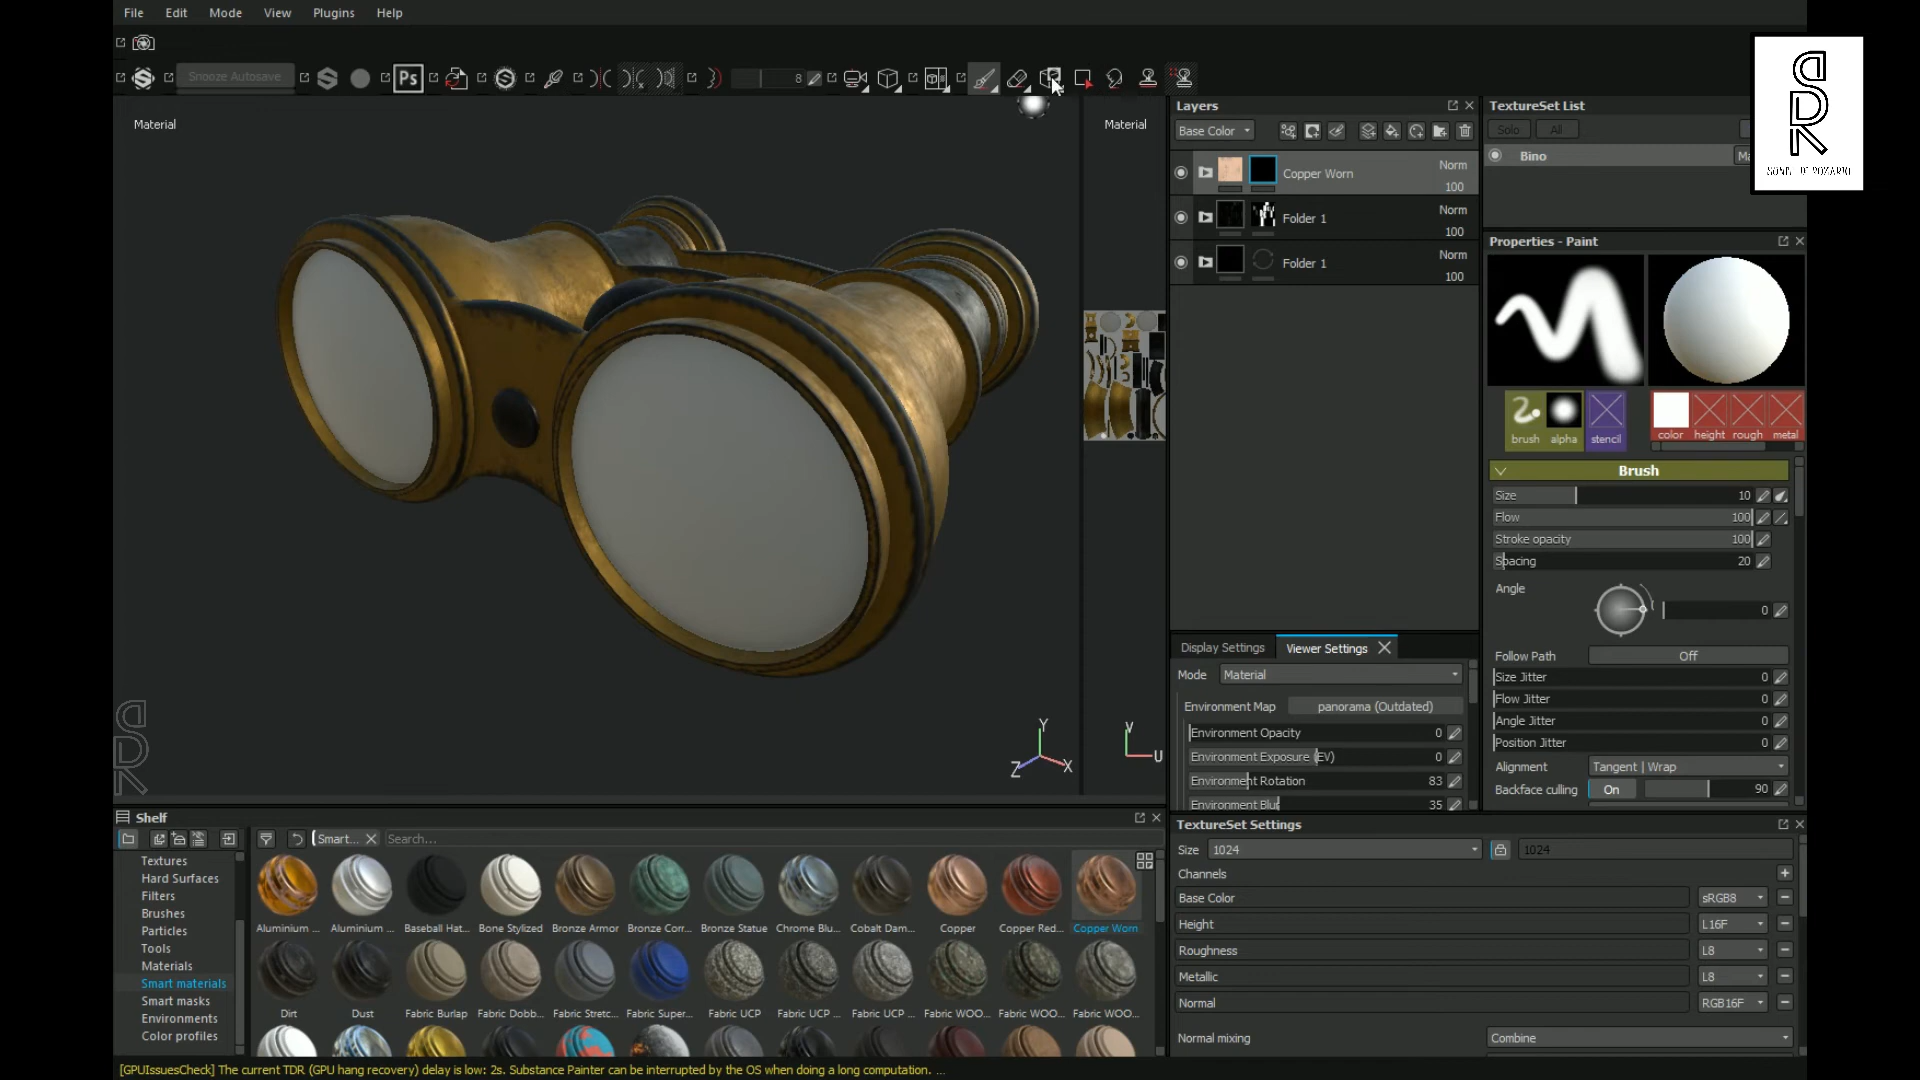 File Edit Mode View Plugins Help
Snooze Autosave
Ps
8
Material
Material
Layers
Base Color
Copper Worn
Norm
100
Folder 1
Norm
100
Folder 1
Norm
100
TextureSet List
Solo All
Bino
Ma
SDR
Properties - Paint
brush alpha stencil color height rough metal
Brush
Size 10
Flow 100
Stroke opacity 100
Spacing 20
Angle 0
Follow Path Off
Size Jitter 0
Flow Jitter 0
Angle Jitter 0
Position Jitter 0
Alignment Tangent | Wrap
Backface culling On 90
Y
X
Z
V
U
SDR
Display Settings Viewer Settings
Mode Material
Environment Map panorama (Outdated)
Environment Opacity 0
Environment Exposure (EV) 0
Environment Rotation 83
Environment Blur 35
Shelf
Smart... Search...
Textures
Hard Surfaces
Filters
Brushes
Particles
Tools
Materials
Smart materials
Smart masks
Environments
Color profiles
Aluminium ... Aluminium ... Baseball Hat... Bone Stylized Bronze Armor Bronze Corr... Bronze Statue Chrome Blu... Cobalt Dam... Copper Copper Red... Copper Worn
Dirt Dust Fabric Burlap Fabric Dobb... Fabric Stretc... Fabric Super... Fabric UCP Fabric UCP ... Fabric UCP ... Fabric WOO... Fabric WOO... Fabric WOO...
TextureSet Settings
Size 1024 1024
Channels
Base Color sRGB8
Height L16F
Roughness L8
Metallic L8
Normal RGB16F
Normal mixing Combine
[GPUIssuesCheck] The current TDR (GPU hang recovery) delay is low: 2s. Substance Painter can be interrupted by the OS when doing a long computation. ...